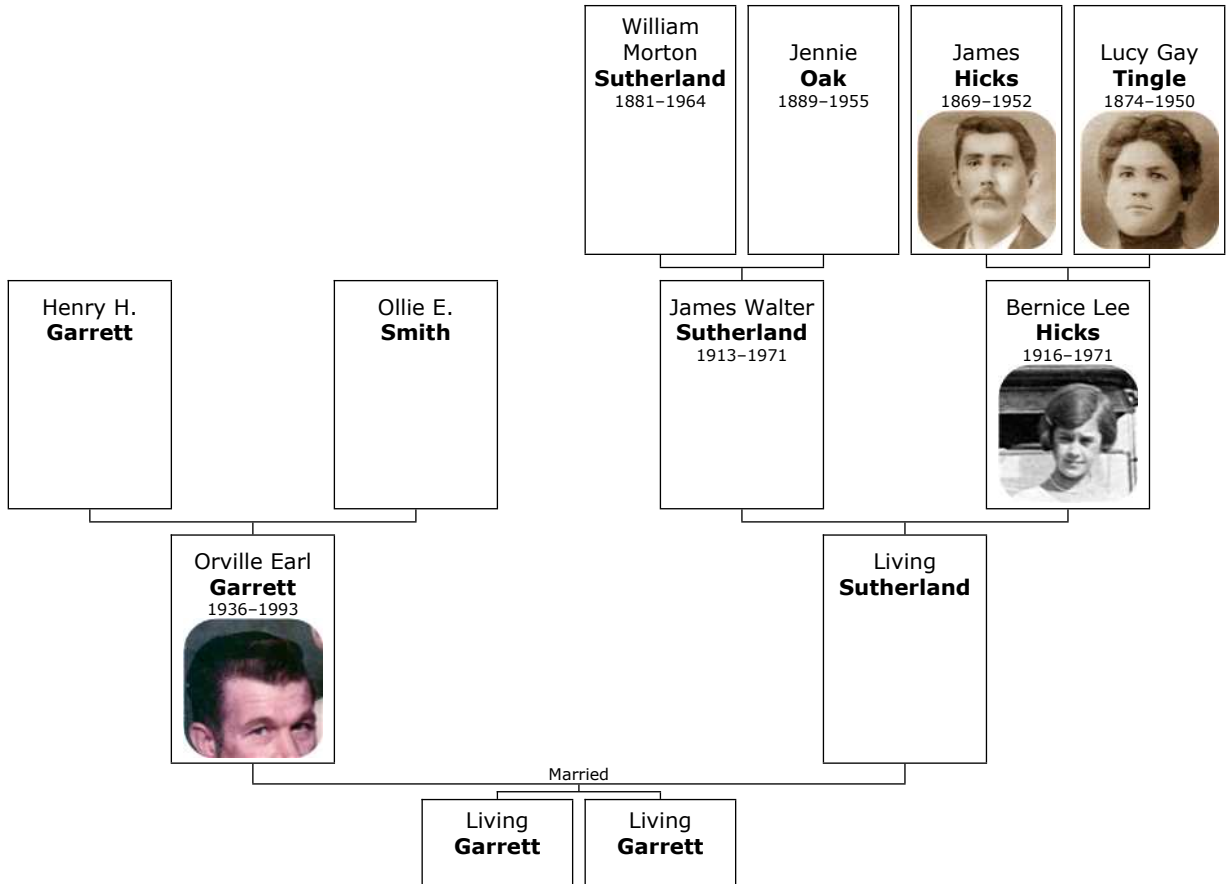 William
Morton
Sutherland
1881–1964
Jennie
Oak
1889–1955
James
Hicks
1869–1952
Lucy Gay
Tingle
1874–1950
Henry H.
Garrett
Ollie E.
Smith
James Walter
Sutherland
1913–1971
Bernice Lee
Hicks
1916–1971
Orville Earl
Garrett
1936–1993
Living
Sutherland
Married
Living
Garrett
Living
Garrett